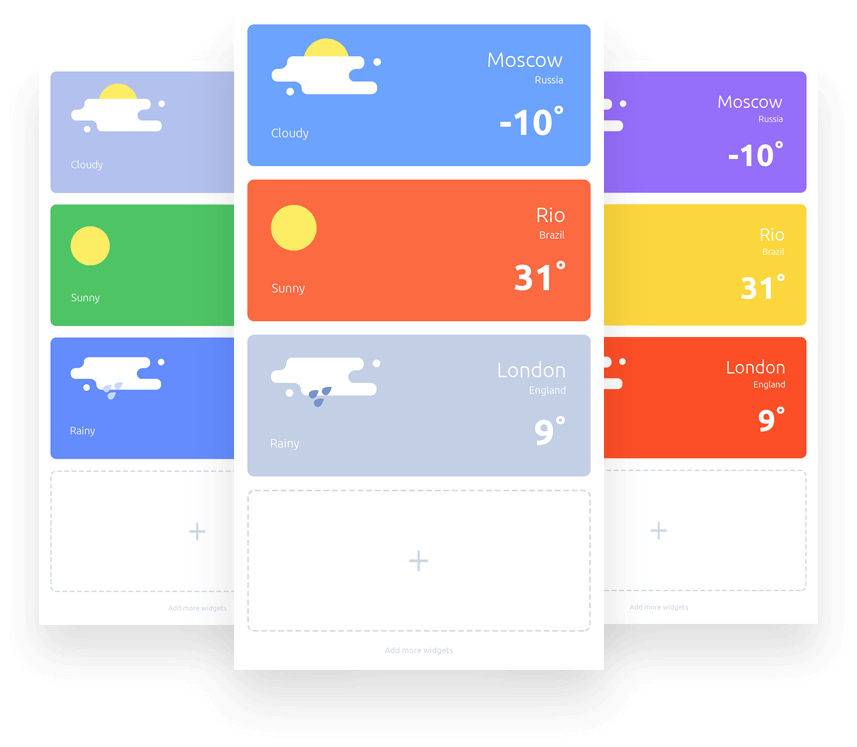 Cloudy
Sunny
Rainy
Add more widgets
Moscow
Russia
-10°
Cloudy
Rio
Brazil
31°
Sunny
London
England
9°
Rainy
Add more widgets
Moscow
Russia
-10°
Rio
Brazil
31°
London
England
9°
Add more widgets